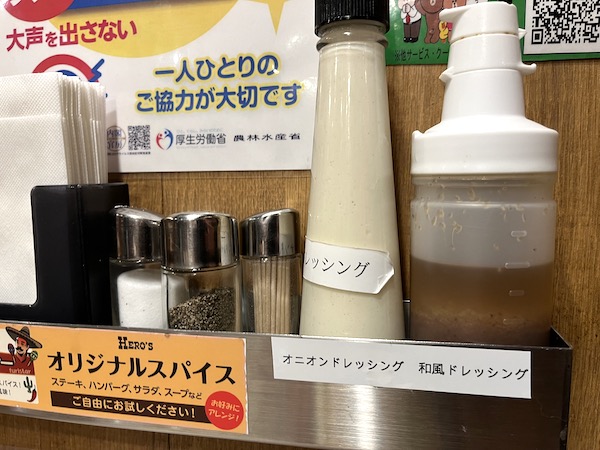 大声を出さない
一人ひとりの
ご協力が大切です
厚生労働省 農林水産省
レッシング
HERO'S
オリジナルスパイス
ステーキ、ハンバーグ、サラダ、スープなど
ご自由にお試しください!
お好みに
アレンジ!
オニオンドレッシング 和風ドレッシング